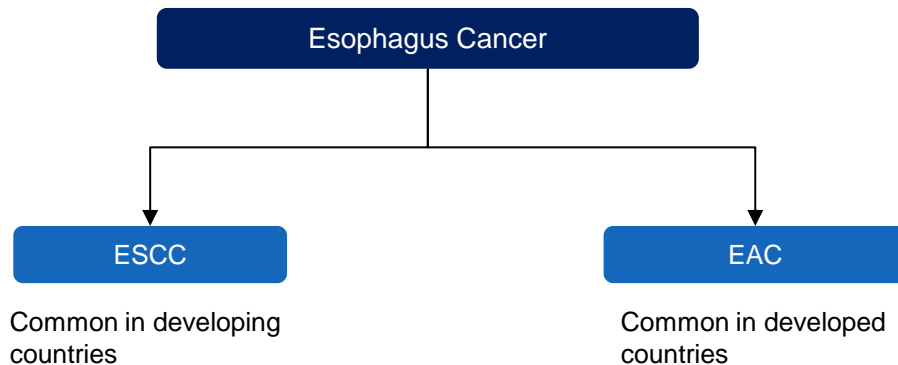 Esophagus Cancer
ESCC
EAC
Common in developing
countries
Common in developed
countries